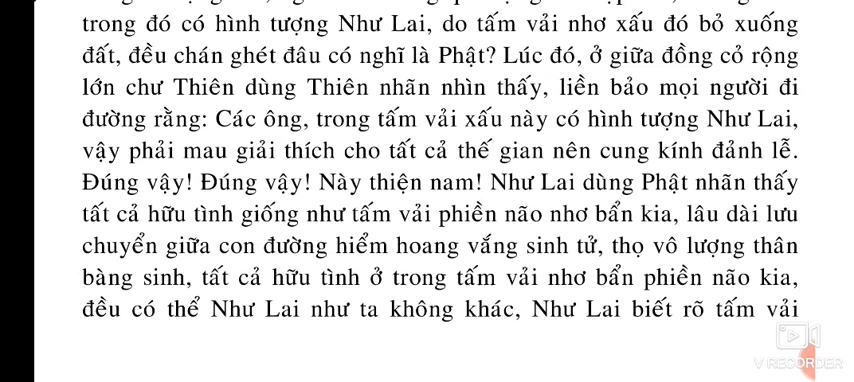 trong đó có hình tượng Như Lai, do tấm vải nhơ xấu đó bỏ xuống
đất, đều chán ghét đâu có nghĩ là Phật? Lúc đó, ở giữa đồng cỏ rộng
lớn chư Thiên dùng Thiên nhãn nhìn thấy, liền bảo mọi người đi
đường rằng: Các ông, trong tấm vải xấu này có hình tượng Như Lai,
vậy phải mau giải thích cho tất cả thế gian nên cung kính đảnh lễ.
Đúng vậy! Đúng vậy! Này thiện nam! Như Lai dùng Phật nhãn thấy
tất cả hữu tình giống như tấm vải phiền não nhơ bẩn kia, lâu dài lưu
chuyển giữa con đường hiểm hoang vắng sinh tử, thọ vô lượng thân
bàng sinh, tất cả hữu tình ở trong tấm vải nhơ bẩn phiền não kia,
đều có thể Như Lai như ta không khác, Như Lai biết rõ tấm vải
V RECORDER